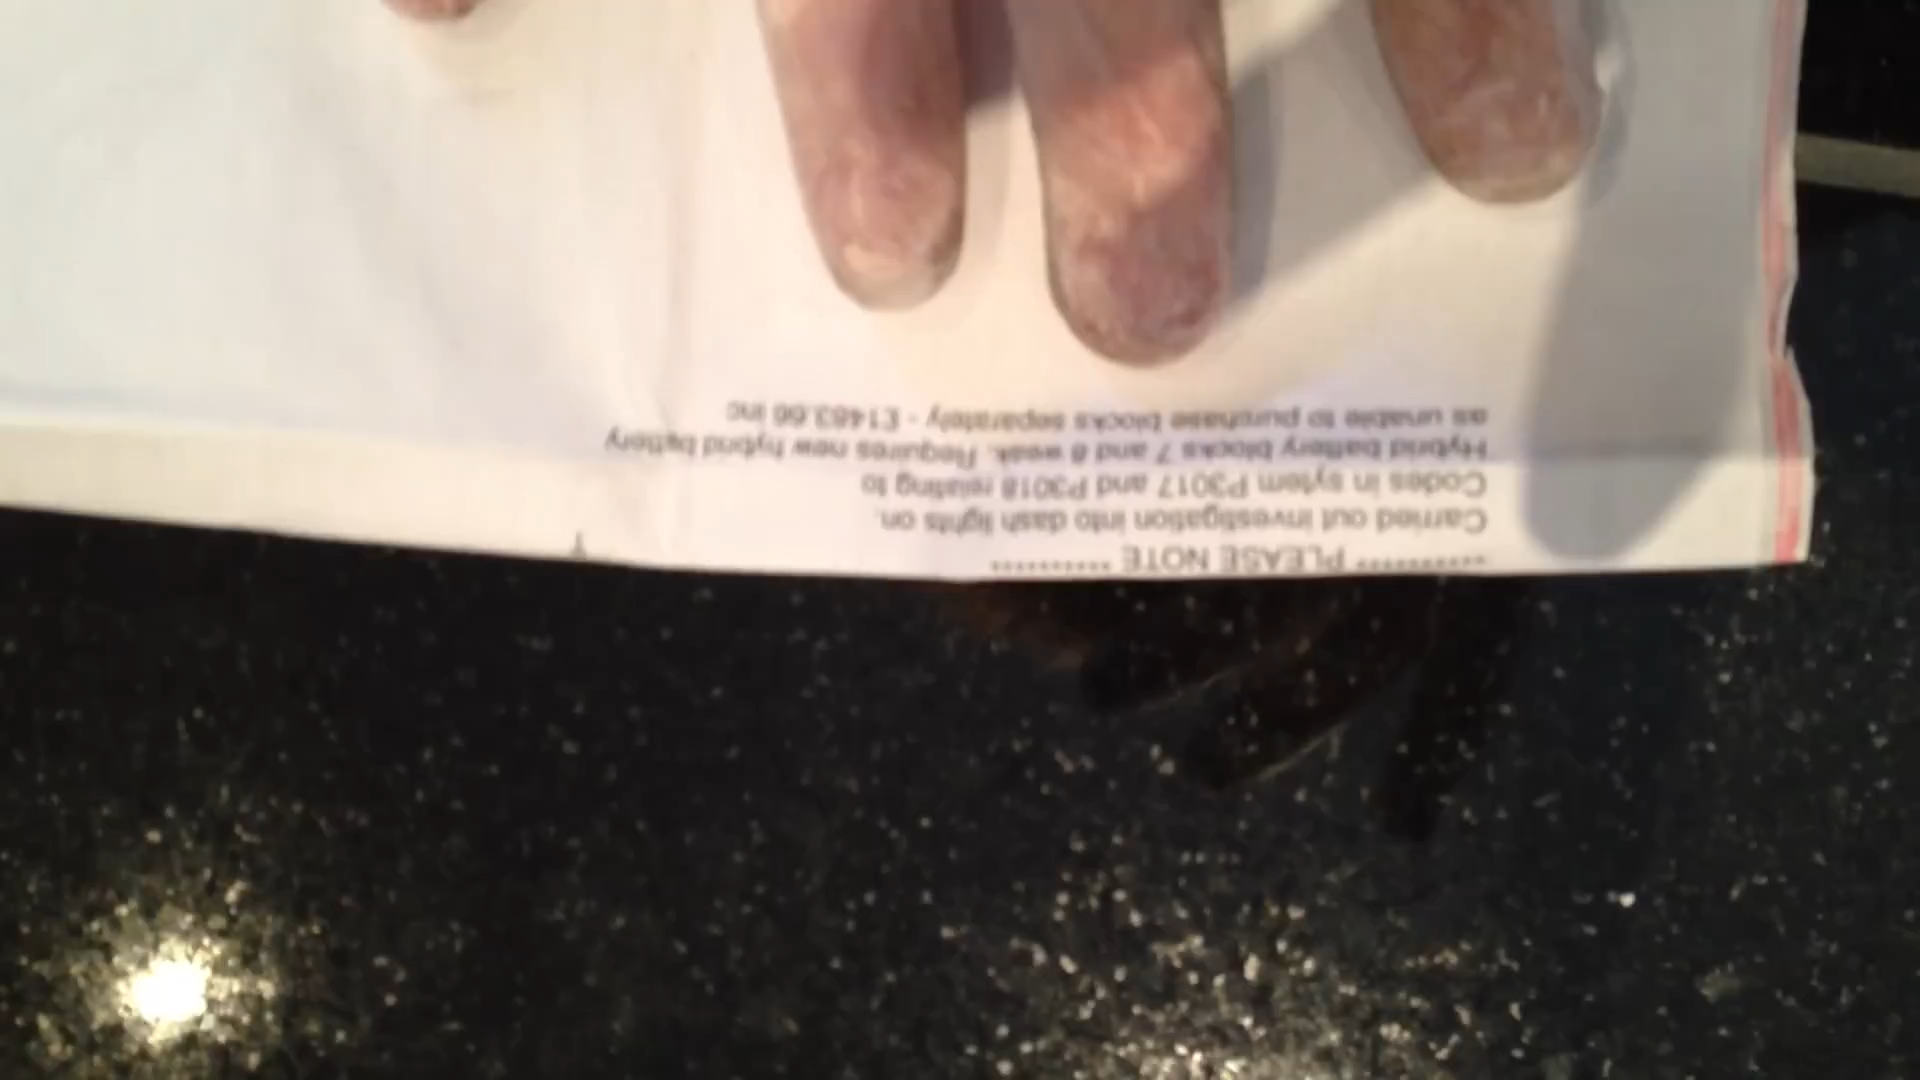 ********** PLEASE NOTE **********
Carried out investigation into dash lights on.
Codes in sytem P3017 and P3018 relating to
Hybrid battery blocks 7 and 8 weak. Requires new hybrid battery
as unable to purchase blocks separately - £1463.66 inc